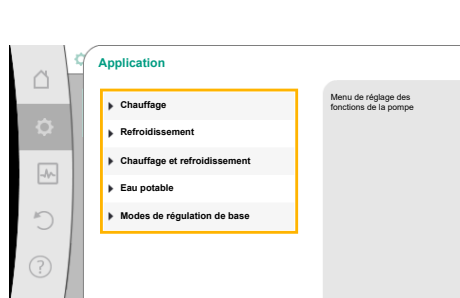 Application
Chauffage
Refroidissement
Chauffage et refroidissement
Eau potable
Modes de régulation de base
Menu de réglage des
fonctions de la pompe
?